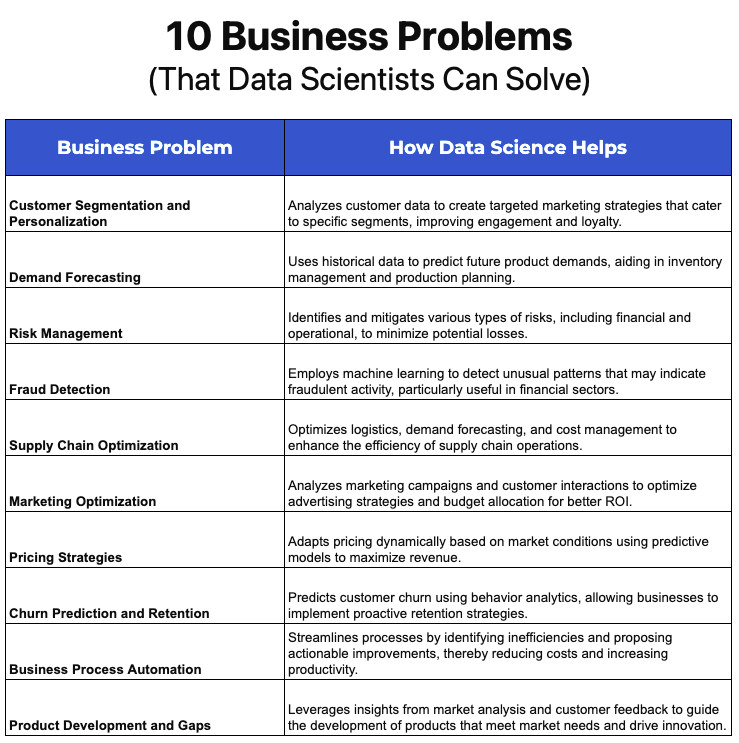 10 Business Problems
(That Data Scientists Can Solve)
Business Problem
How Data Science Helps
Customer Segmentation and
Personalization
Analyzes customer data to create targeted marketing strategies that cater
to specific segments, improving engagement and loyalty.
Demand Forecasting
Uses historical data to predict future product demands, aiding in inventory
management and production planning.
Risk Management
Identifies and mitigates various types of risks, including financial and
operational, to minimize potential losses.
Fraud Detection
Employs machine learning to detect unusual patterns that may indicate
fraudulent activity, particularly useful in financial sectors.
Supply Chain Optimization
Optimizes logistics, demand forecasting, and cost management to
enhance the efficiency of supply chain operations.
Marketing Optimization
Analyzes marketing campaigns and customer interactions to optimize
advertising strategies and budget allocation for better ROI.
Pricing Strategies
Adapts pricing dynamically based on market conditions using predictive
models to maximize revenue.
Churn Prediction and Retention
Predicts customer churn using behavior analytics, allowing businesses to
implement proactive retention strategies.
Business Process Automation
Streamlines processes by identifying inefficiencies and proposing
actionable improvements, thereby reducing costs and increasing
productivity.
Product Development and Gaps
Leverages insights from market analysis and customer feedback to guide
the development of products that meet market needs and drive innovation.